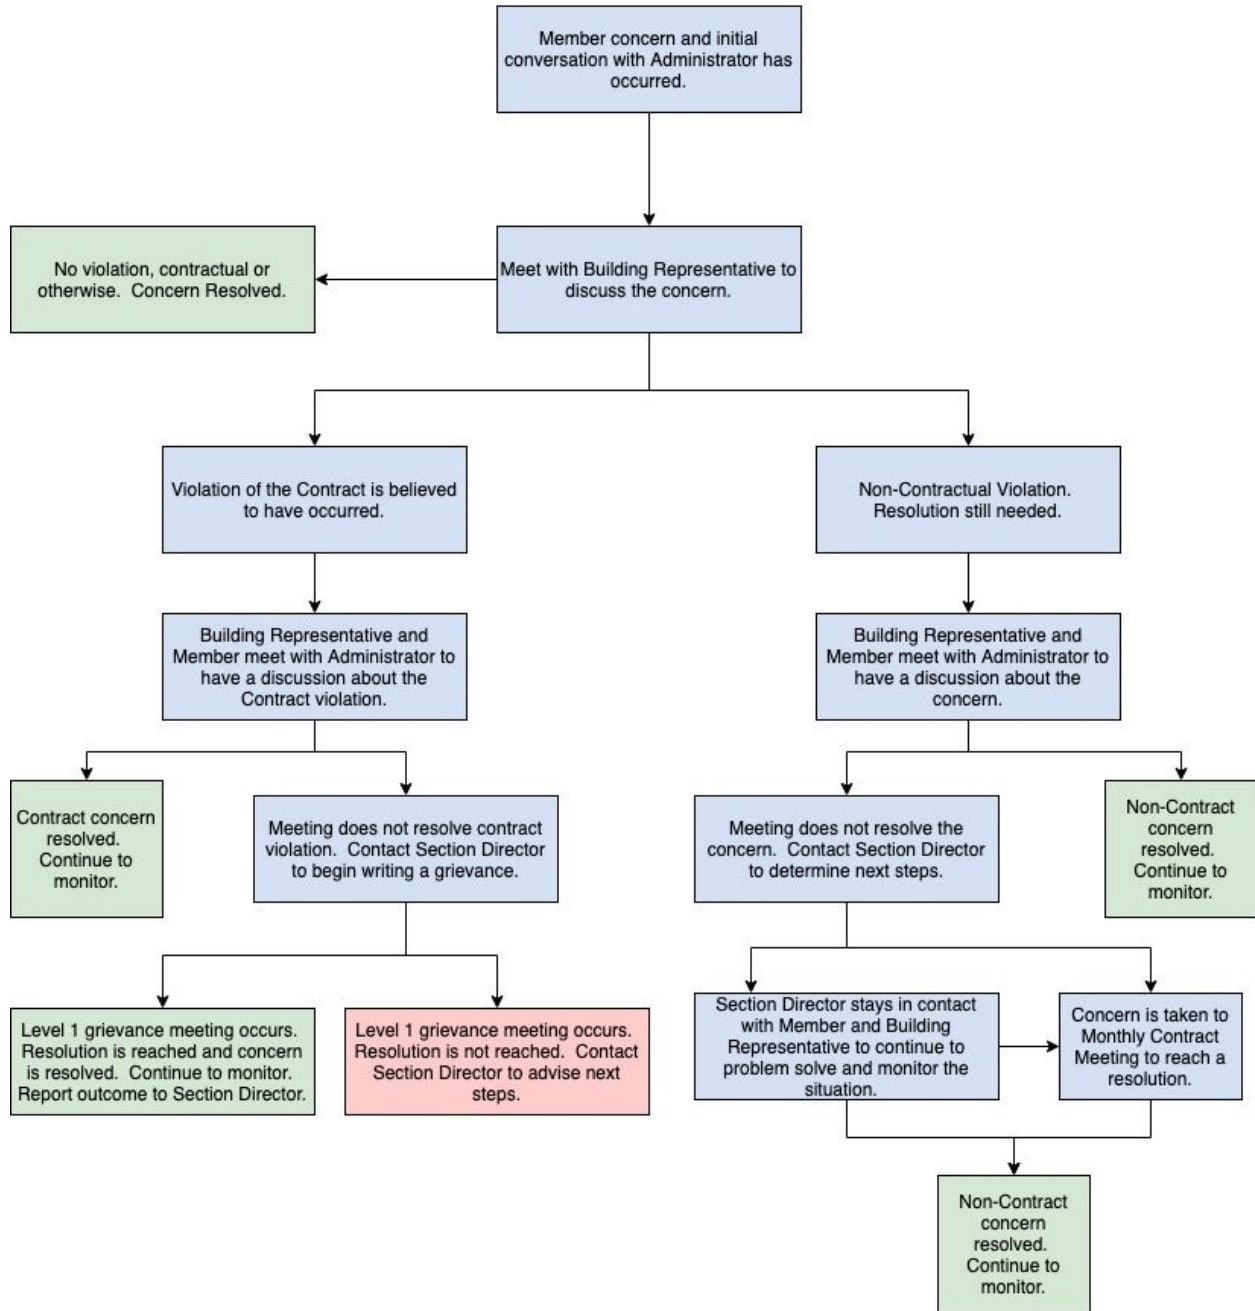 Member concern and initial
conversation with Administrator has
occurred.
No violation, contractual or
otherwise.  Concern Resolved.
Meet with Building Representative to
discuss the concern.
Violation of the Contract is believed
to have occurred.
Non-Contractual Violation.
Resolution still needed.
Building Representative and
Member meet with Administrator to
have a discussion about the
Contract violation.
Building Representative and
Member meet with Administrator to
have a discussion about the
concern.
Contract concern
resolved.
Continue to
monitor.
Meeting does not resolve contract
violation.  Contact Section Director
to begin writing a grievance.
Meeting does not resolve the
concern.  Contact Section Director
to determine next steps.
Non-Contract
concern
resolved.
Continue to
monitor.
Level 1 grievance meeting occurs.
Resolution is reached and concern
is resolved.  Continue to monitor.
Report outcome to Section Director.
Level 1 grievance meeting occurs.
Resolution is not reached.  Contact
Section Director to advise next
steps.
Section Director stays in contact
with Member and Building
Representative to continue to
problem solve and monitor the
situation.
Concern is taken to
Monthly Contract
Meeting to reach a
resolution.
Non-Contract
concern
resolved.
Continue to
monitor.